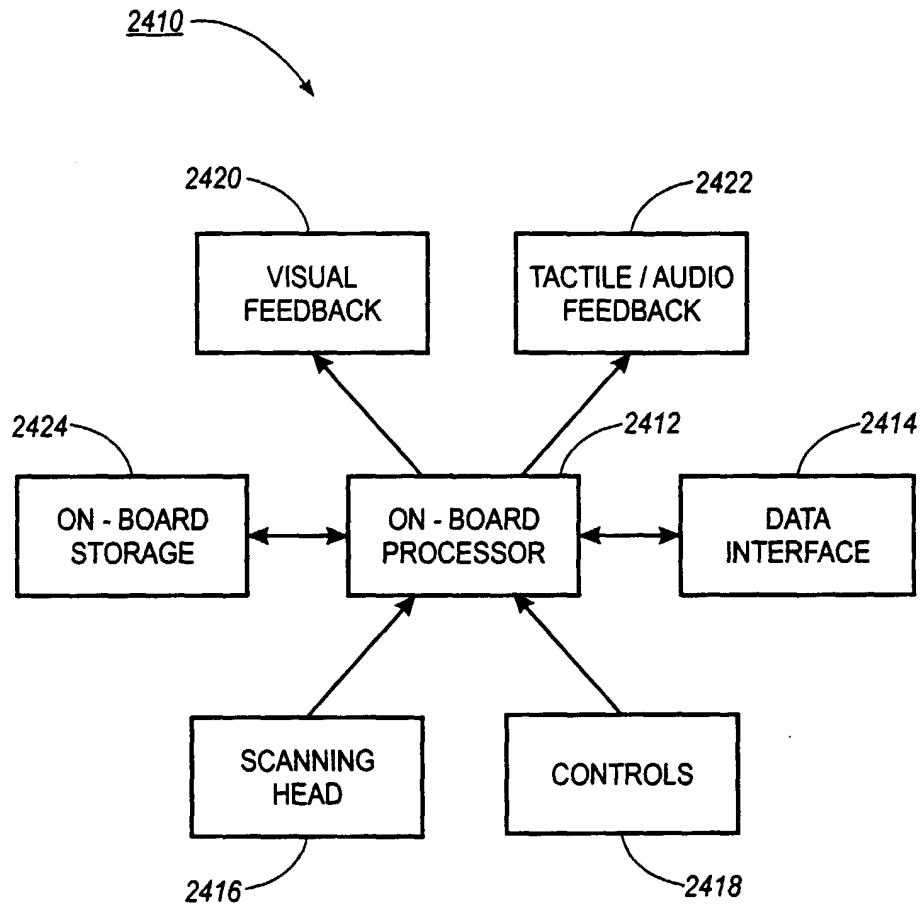 2410
2420
2422
VISUAL
FEEDBACK
TACTILE / AUDIO
FEEDBACK
2424
2412
2414
ON - BOARD
STORAGE
ON - BOARD
PROCESSOR
DATA
INTERFACE
SCANNING
HEAD
CONTROLS
2416
2418